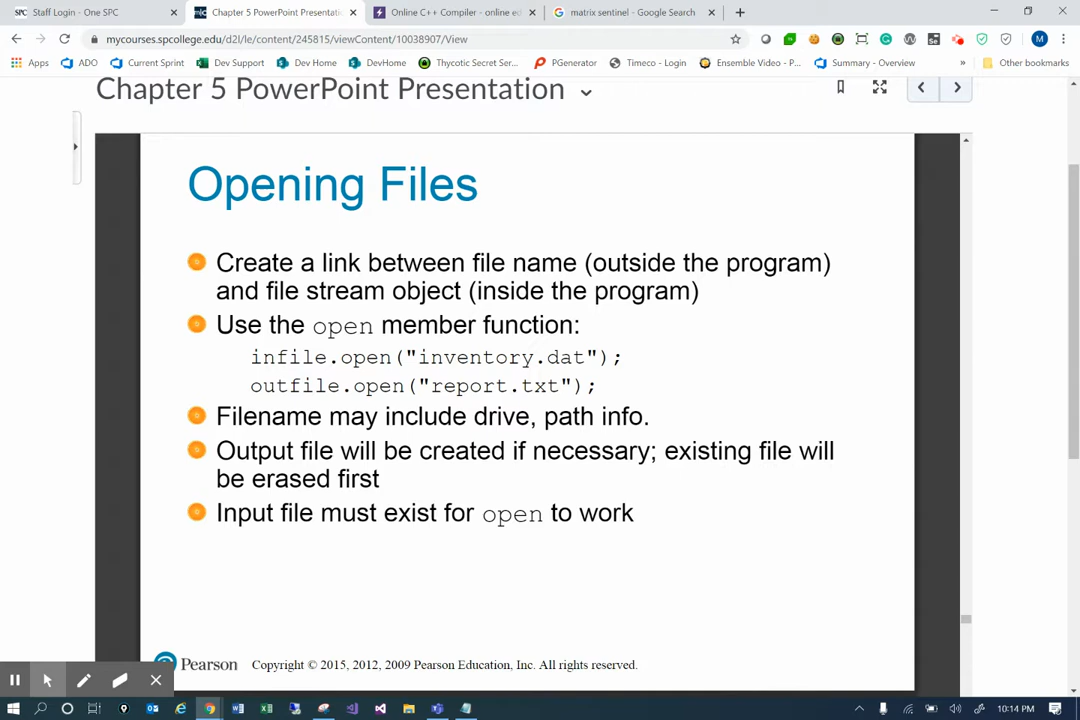 Staff Login - One SPC
Chapter 5 PowerPoint Presentati
Online C++ Compiler - online ed
matrix sentinel - Google Search
mycourses.spcollege.edu/d2l/le/content/245815/viewContent/10038907/View
M
Apps ADO Current Sprint Dev Support Dev Home DevHome Thycotic Secret Ser... PGenerator Timeco - Login Ensemble Video - P... Summary - Overview » Other bookmarks
Chapter 5 PowerPoint Presentation
Opening Files
Create a link between file name (outside the program)
and file stream object (inside the program)
Use the open member function:
infile.open("inventory.dat");
outfile.open("report.txt");
Filename may include drive, path info.
Output file will be created if necessary; existing file will
be erased first
Input file must exist for open to work
Pearson Copyright © 2015, 2012, 2009 Pearson Education, Inc. All rights reserved.
10:14 PM